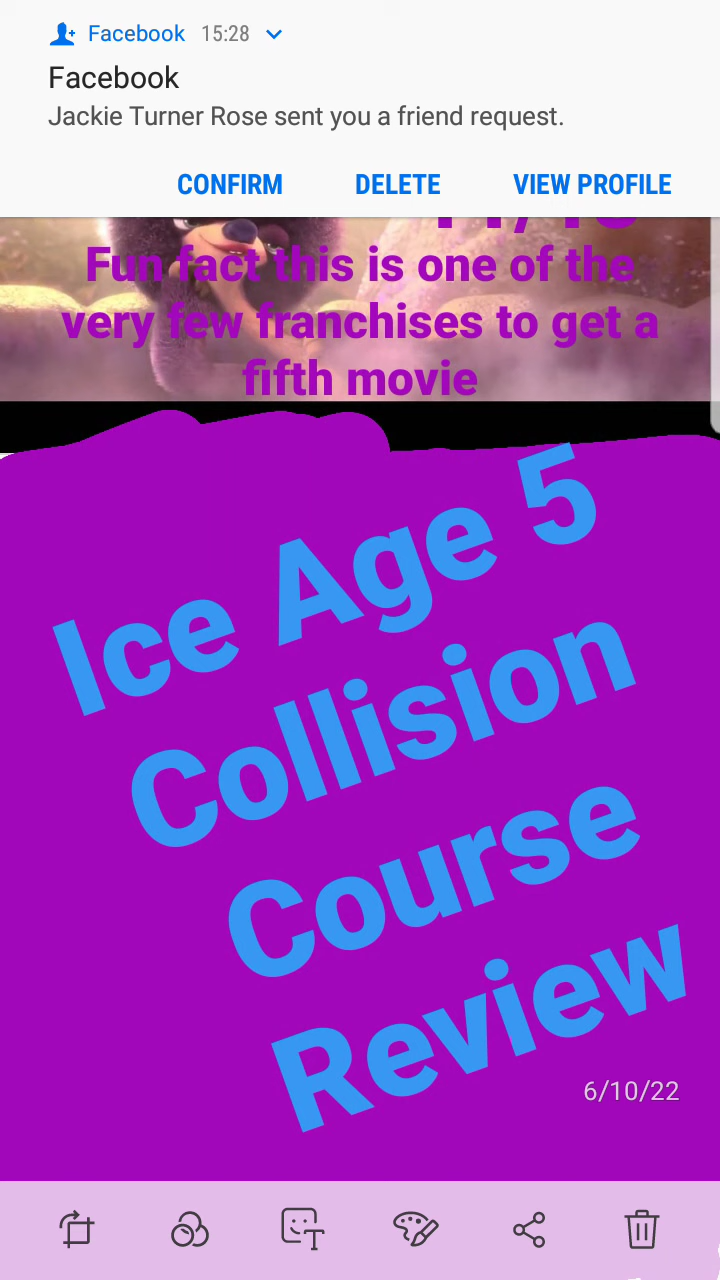 Facebook 15:28
Facebook
Jackie Turner Rose sent you a friend request.
CONFIRM DELETE VIEW PROFILE
Fun fact this is one of the
very few franchises to get a
fifth movie
Ice Age 5
Collision
Course
Review
6/10/22
T